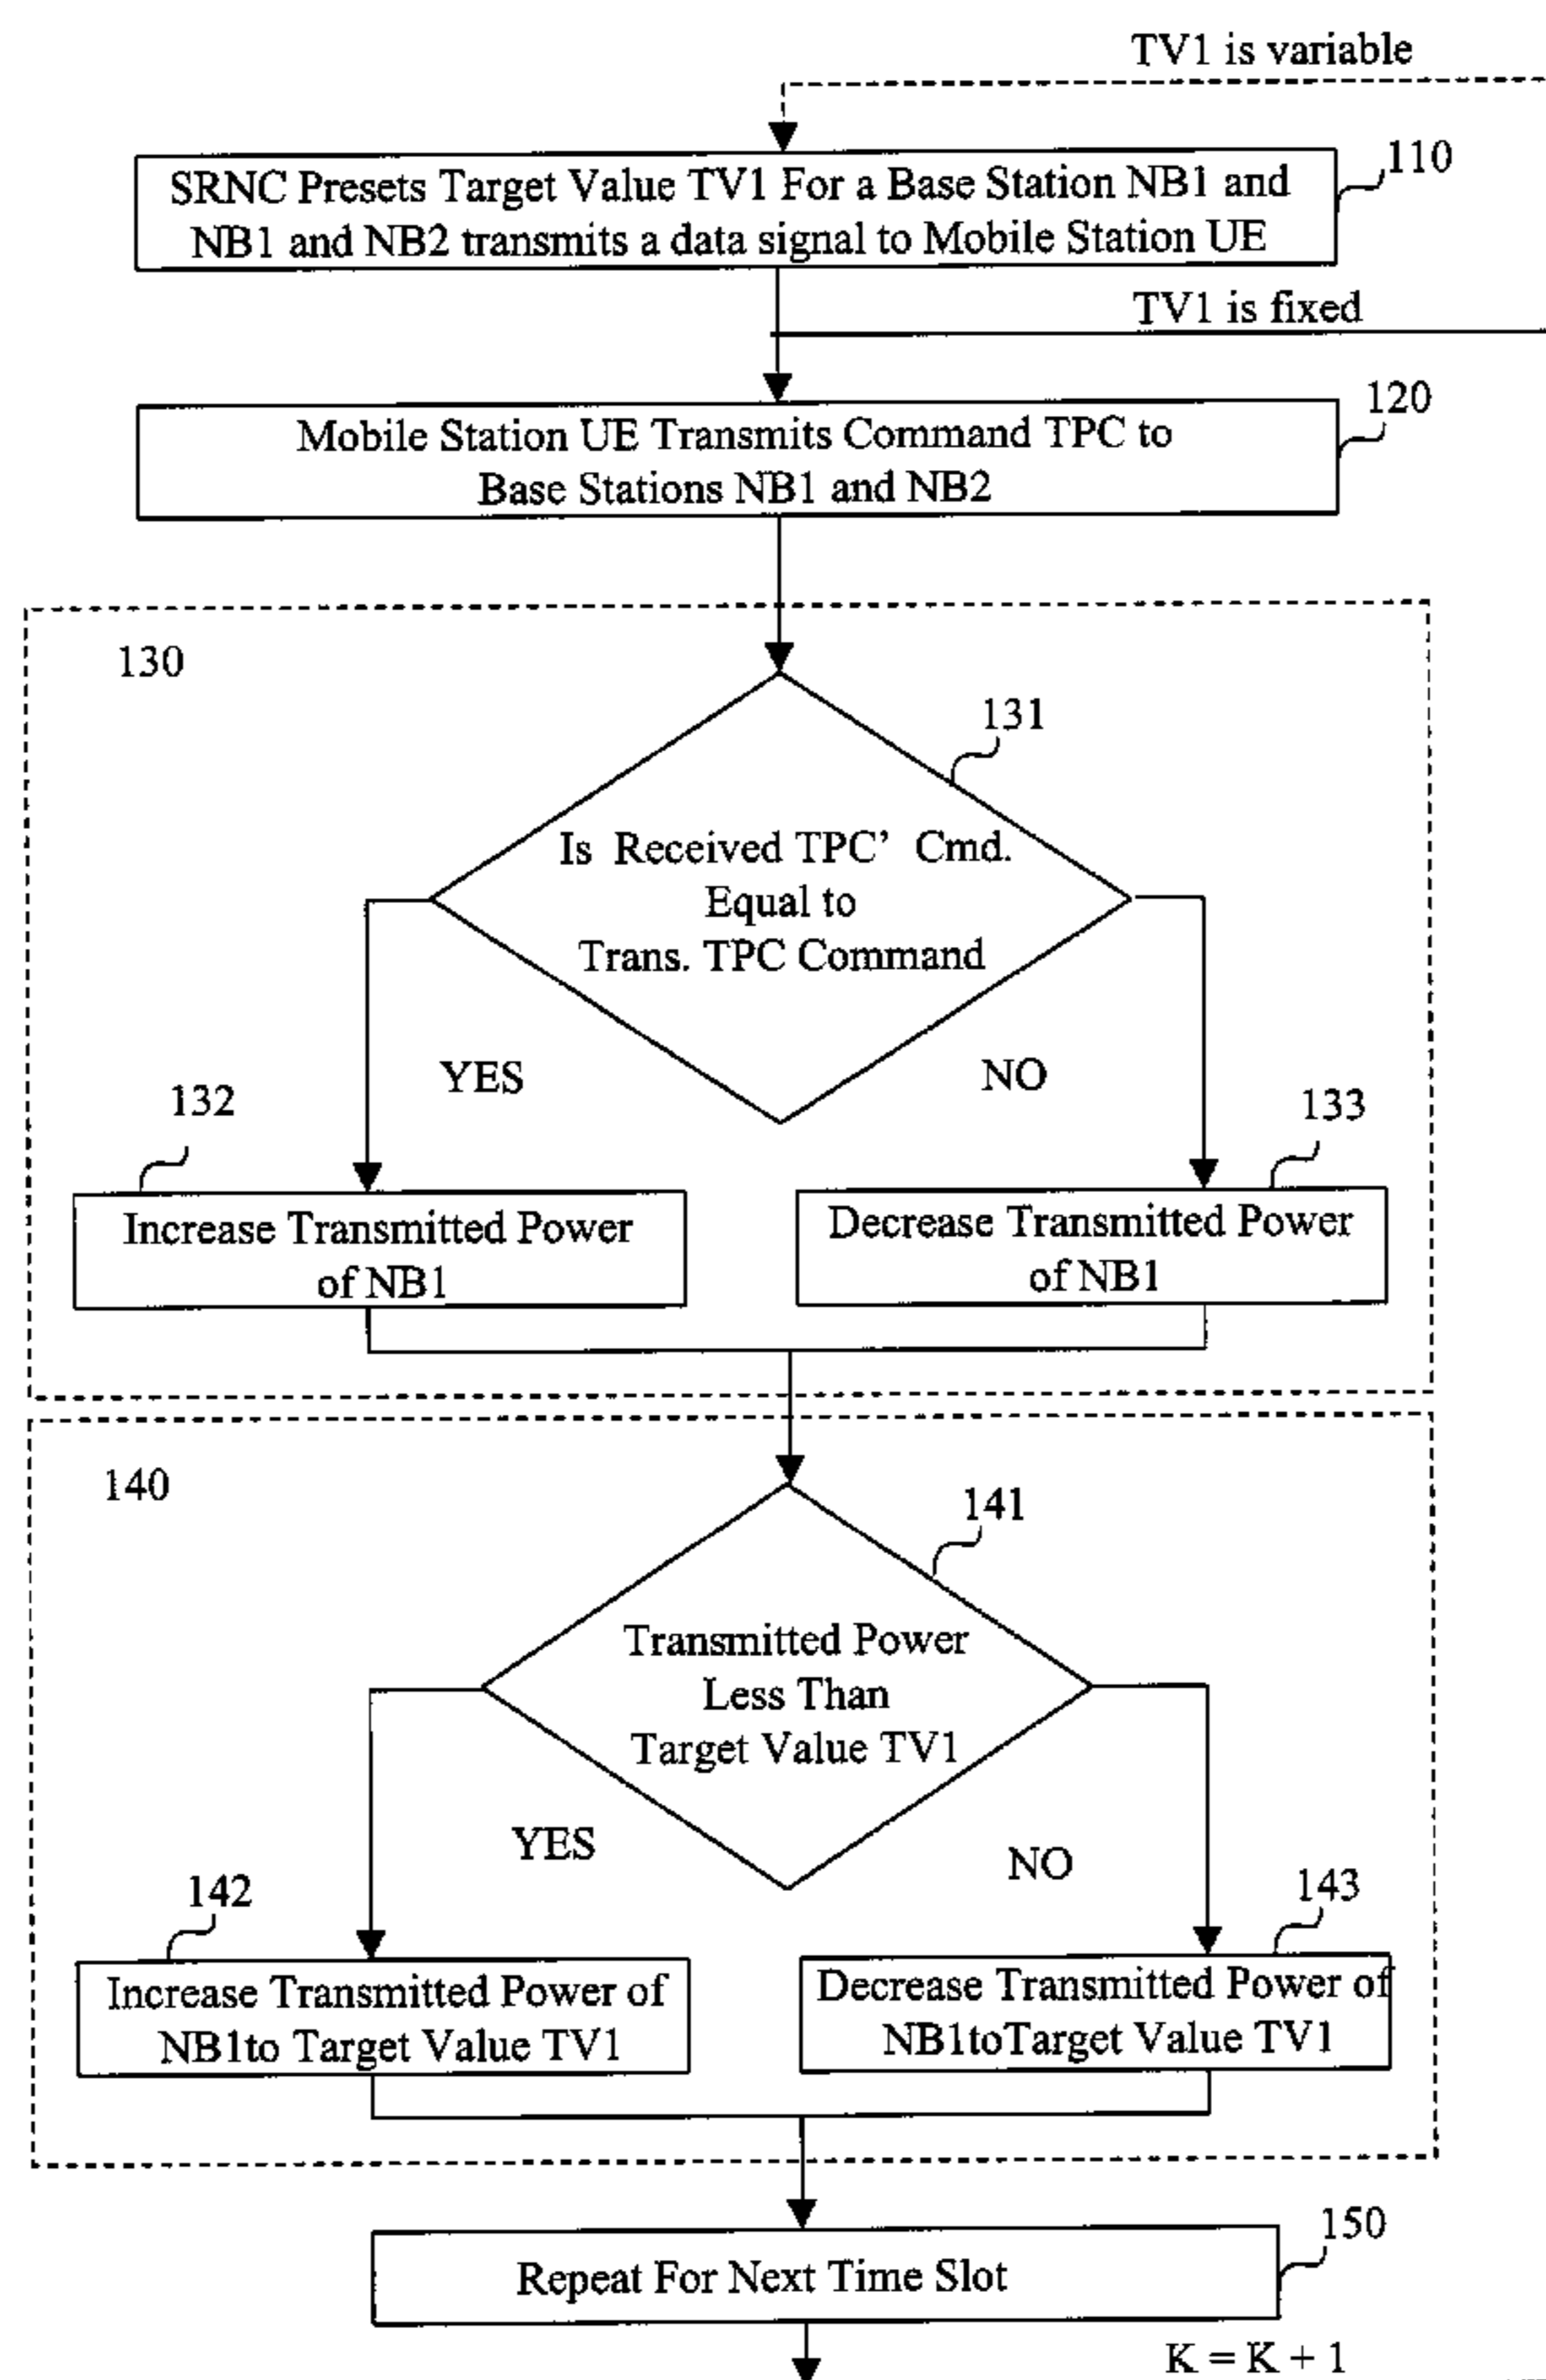 TV1 is variable
110
SRNC Presets Target Value TV1 For a Base Station NB1 and
NB1 and NB2 transmits a data signal to Mobile Station UE
TV1 is fixed
120
Mobile Station UE Transmits Command TPC to
Base Stations NB1 and NB2
130
131
Is Received TPC’ Cmd.
Equal to
Trans. TPC Command
YES
NO
132
133
Increase Transmitted Power
of NB1
Decrease Transmitted Power
of NB1
140
141
Transmitted Power
Less Than
Target Value TV1
YES
NO
142
143
Increase Transmitted Power of
NB1to Target Value TV1
Decrease Transmitted Power of
NB1toTarget Value TV1
150
Repeat For Next Time Slot
K = K + 1